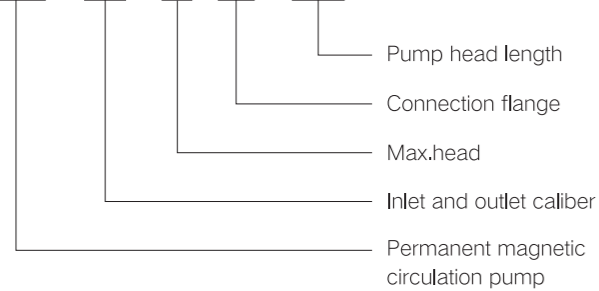 Pump head length
Connection flange
Max.head
Inlet and outlet caliber
Permanent magnetic
circulation pump